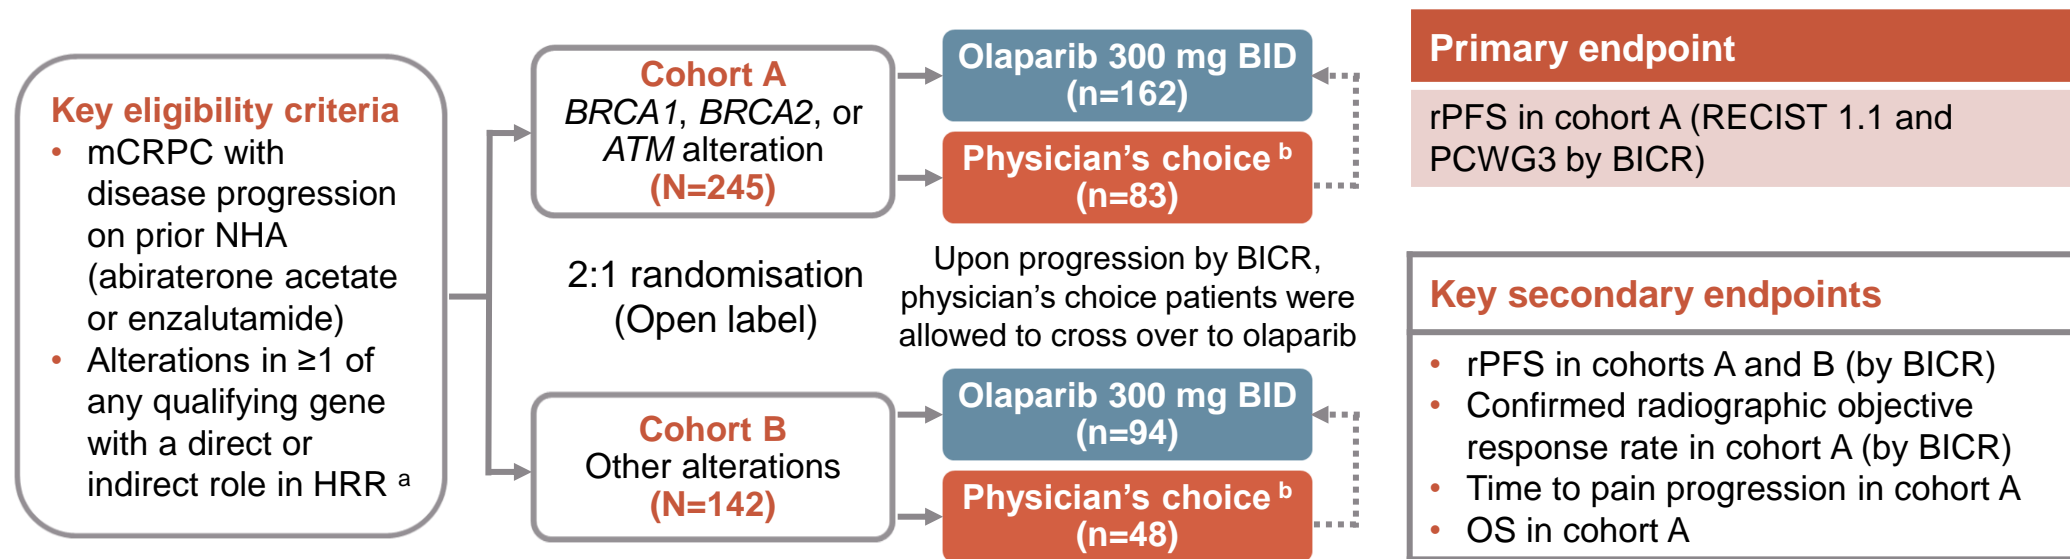 Key eligibility criteria
• mCRPC with
disease progression
on prior NHA
(abiraterone acetate
or enzalutamide)
• Alterations in ≥1 of
any qualifying gene
with a direct or
indirect role in HRR a
Cohort A
BRCA1, BRCA2, or
ATM alteration
(N=245)
2:1 randomisation
(Open label)
Cohort B
Other alterations
(N=142)
Olaparib 300 mg BID
(n=162)
Physician’s choice b
(n=83)
Upon progression by BICR,
physician’s choice patients were
allowed to cross over to olaparib
Olaparib 300 mg BID
(n=94)
Physician’s choice b
(n=48)
Primary endpoint
rPFS in cohort A (RECIST 1.1 and
PCWG3 by BICR)
Key secondary endpoints
• rPFS in cohorts A and B (by BICR)
• Confirmed radiographic objective
response rate in cohort A (by BICR)
• Time to pain progression in cohort A
• OS in cohort A